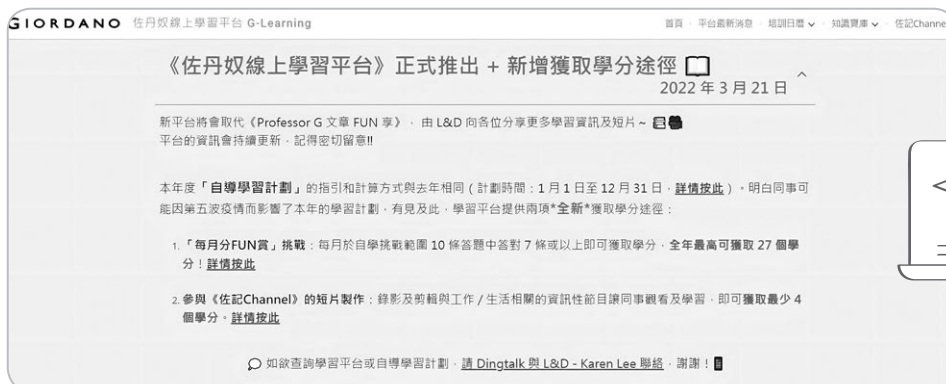 GIORDANO 佐丹奴線上學習平台 G-Learning 首頁 平台最新消息 培訓日曆 知識寶庫 佐記Channel
《佐丹奴線上學習平台》正式推出 + 新增獲取學分途徑
2022 年 3 月 21 日
新平台將會取代《Professor G 文章 FUN 享》， 由 L&D 向各位分享更多學習資訊及短片~
平台的資訊會持續更新，記得密切留意!!
本年度「自導學習計劃」的指引和計算方式與去年相同 ( 計劃時間：1 月 1 日至 12 月 31 日，詳情按此 ) 。明白同事可
能因第五波疫情而影響了本年的學習計劃，有見及此，學習平台提供兩項*全新*獲取學分途徑：
1. 「每月分FUN賞」挑戰：每月於自學挑戰範圍 10 條答題中答對 7 條或以上即可獲取學分，全年最高可獲取 27 個學
分！詳情按此
2. 參與《佐記Channel》的短片製作：錄影及剪輯與工作 / 生活相關的資訊性節目讓同事觀看及學習，即可獲取最少 4
個學分。詳情按此
如欲查詢學習平台或自導學習計劃，請 Dingtalk 與 L&D - Karen Lee 聯絡，謝謝！